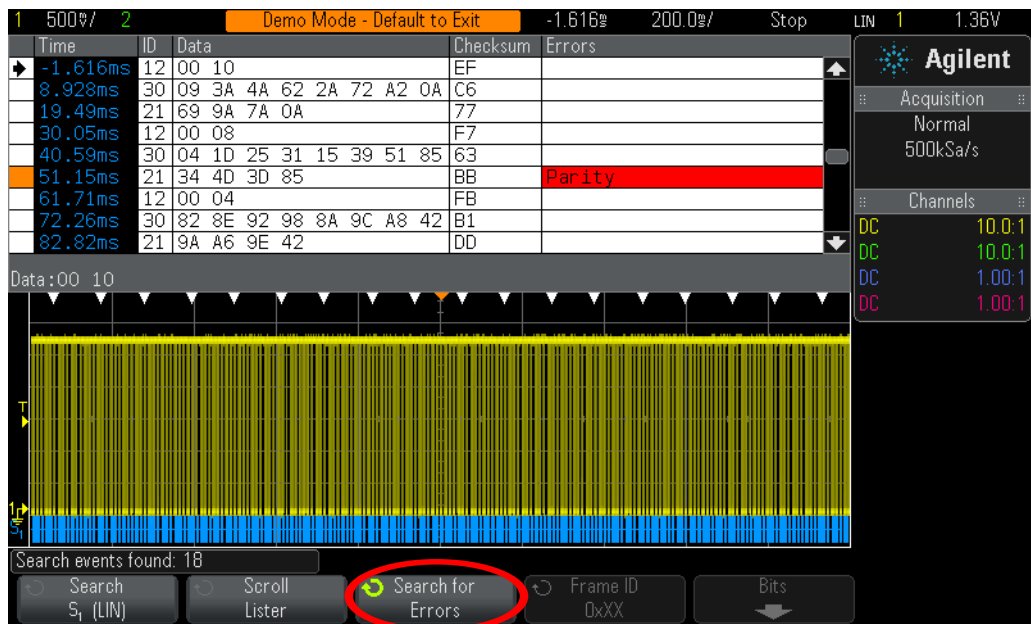 1 500mV/ 2 Demo Mode - Default to Exit -1.616s 200.0ms/ Stop LIN 1 1.36V
Time ID Data Checksum Errors
-1.616ms 12 00 10 EF
8.928ms 30 09 3A 4A 62 2A 72 A2 0A C6
19.49ms 21 69 9A 7A 0A 77
30.05ms 12 00 08 F7
40.59ms 30 04 1D 25 31 15 39 51 85 63
51.15ms 21 34 4D 3D 85 BB Parity
61.71ms 12 00 04 FB
72.26ms 30 82 8E 92 98 8A 9C A8 42 B1
82.82ms 21 9A A6 9E 42 DD
Data:00 10
Agilent
Acquisition
Normal
500kSa/s
Channels
DC 10.0:1
DC 10.0:1
DC 1.00:1
DC 1.00:1
T
1
S1
Search events found: 18
Search
S1 (LIN)
Scroll
Lister
Search for
Errors
Frame ID
0xXX
Bits